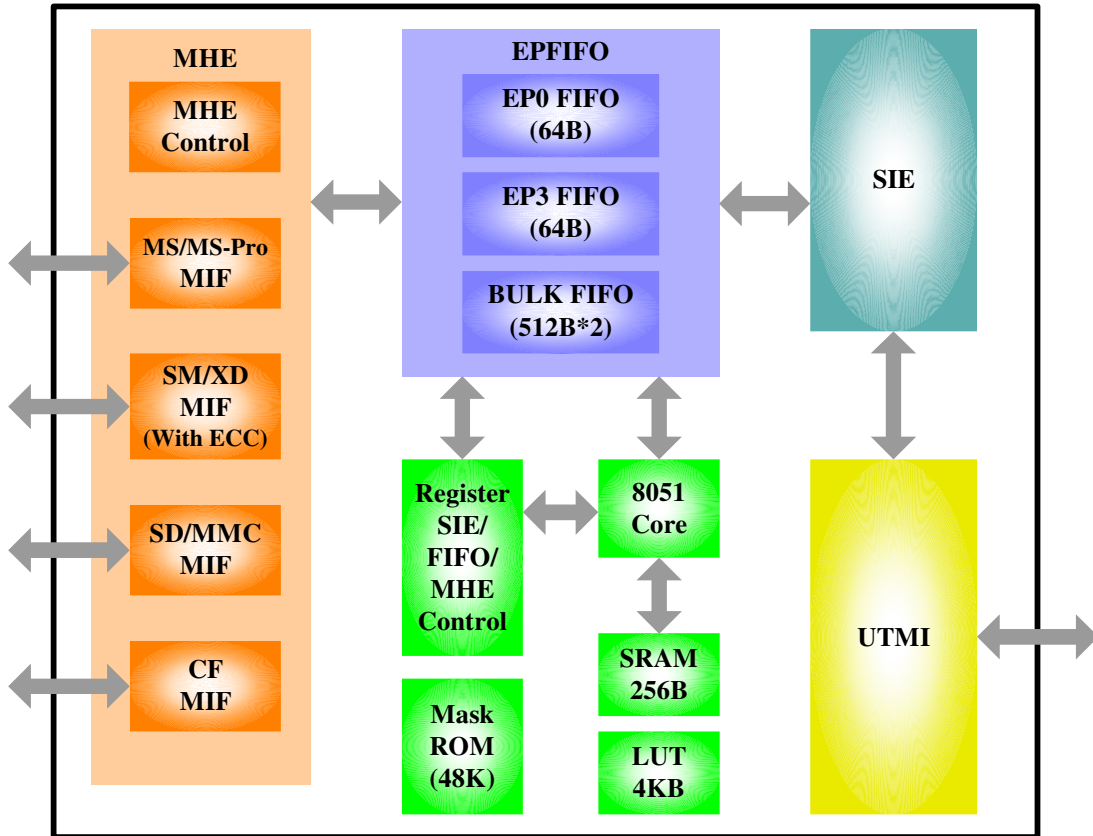 MHE
MHE
Control
MS/MS-Pro
MIF
SM/XD
MIF
(With ECC)
SD/MMC
MIF
CF
MIF
EPFIFO
EP0 FIFO
(64B)
EP3 FIFO
(64B)
BULK FIFO
(512B*2)
SIE
Register
SIE/
FIFO/
MHE
Control
8051
Core
SRAM
256B
Mask
ROM
(48K)
LUT
4KB
UTMI